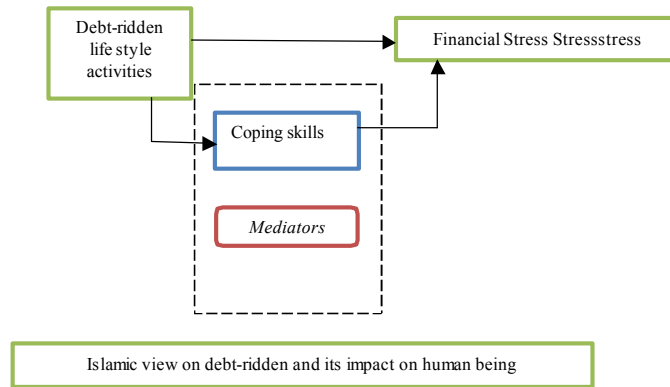 Debt-ridden
life style
activities
Financial Stress Stressstress
Coping skills
Mediators
Islamic view on debt-ridden and its impact on human being